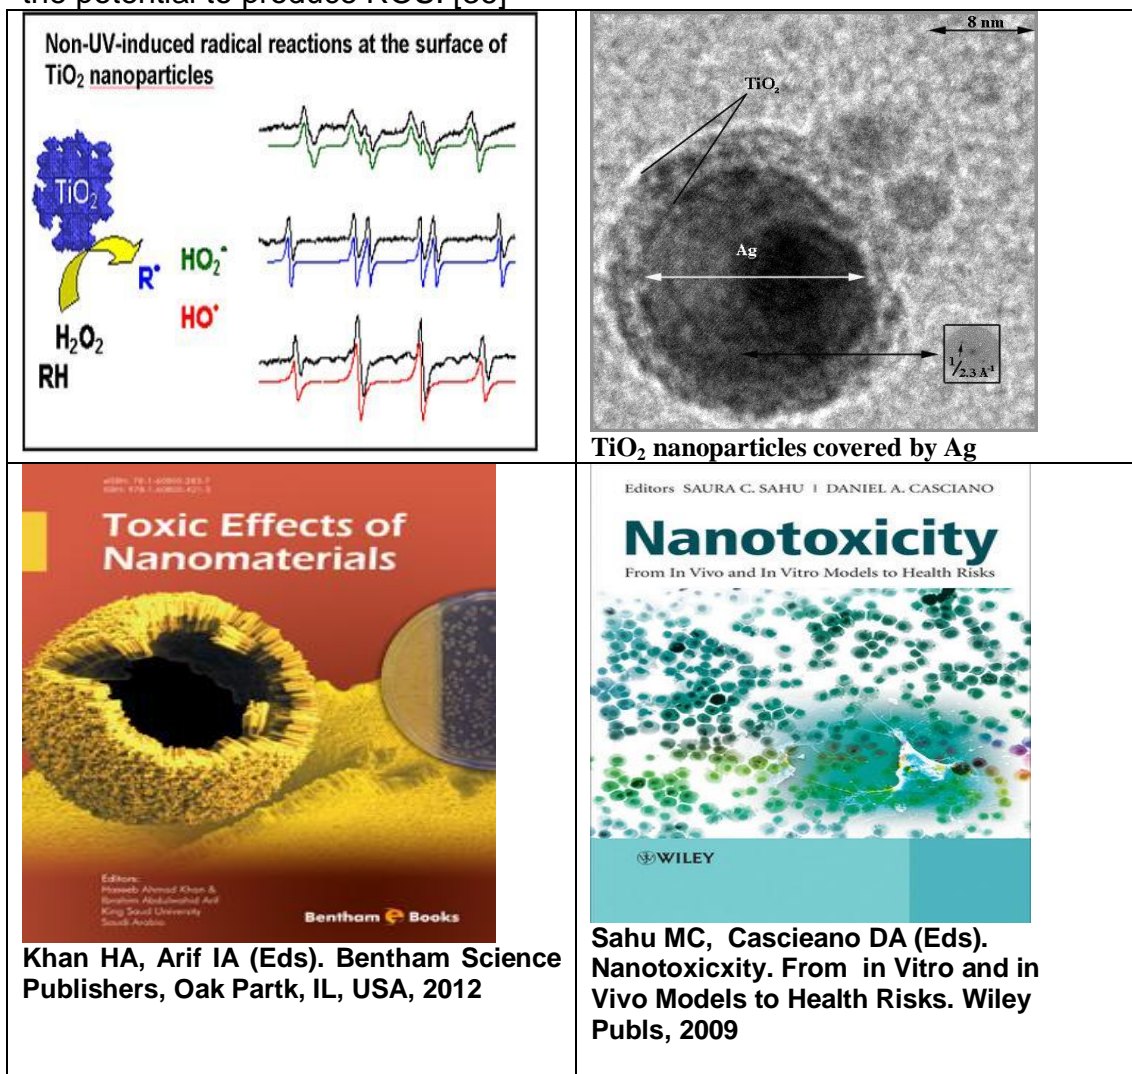 the potential to produce ROS. [80]
Non-UV-induced radical reactions at the surface of
TiO₂ nanoparticles
TiO₂
HO₂•
R•
HO•
H₂O₂
RH
8 nm
TiO₂
Ag
1/2.3 Å⁻¹
TiO₂ nanoparticles covered by Ag
Toxic Effects of
Nanomaterials
Editors:
Haseeb Ahmad Khan &
Ibrahim Abdulwahid Arif
King Saud University
Saudi Arabia
Bentham e Books
Khan HA, Arif IA (Eds). Bentham Science
Publishers, Oak Partk, IL, USA, 2012
Editors SAURA C. SAHU | DANIEL A. CASCIANO
Nanotoxicity
From In Vivo and In Vitro Models to Health Risks
WILEY
Sahu MC, Cascieano DA (Eds).
Nanotoxicxity. From in Vitro and in
Vivo Models to Health Risks. Wiley
Publs, 2009